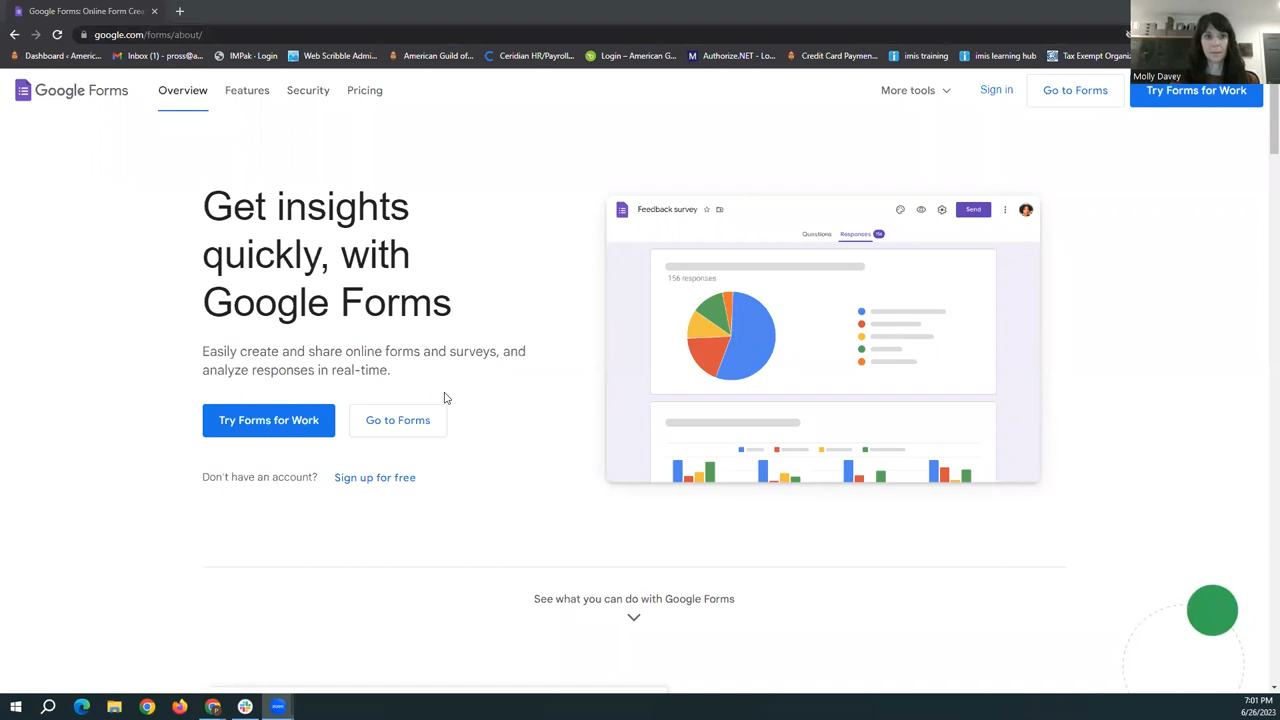 Google Forms: Online Form Cre
google.com/forms/about/
Dashboard ‹ Americ...
Inbox (1) - pross@...
IMPak - Login
Web Scribble Admi...
American Guild of...
Ceridian HR/Payroll...
Login – American G...
Authorize.NET - Lo...
Credit Card Paymen...
imis training
imis learning hub
Tax Exempt Organi
Molly Davey
Google Forms
Overview
Features
Security
Pricing
More tools
Sign in
Go to Forms
Try Forms for Work
Get insights
quickly, with
Google Forms
Easily create and share online forms and surveys, and
analyze responses in real-time.
Try Forms for Work
Go to Forms
Don't have an account?
Sign up for free
Feedback survey
Send
Questions
Responses
156 responses
See what you can do with Google Forms
7:01 PM
6/26/2023